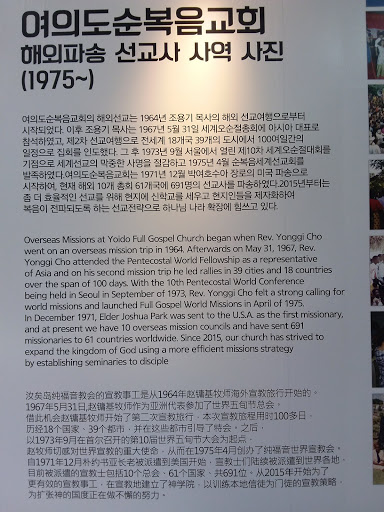 여의도순복음교회
해외파송 선교사 사역 사진
(1975~)
여의도순복음교회의 해외선교는 1964년 조용기 목사의 해외 선교여행으로부터
시작되었다. 이후 조용기 목사는 1967년 5월 31일 세계오순절총회에 아시아 대표로
참석하였고, 제2차 선교여행으로 전세계 18개국 39개의 도시에서 100여일간의
일정으로 집회를 인도했다. 그 후 1973년 9월 서울에서 열린 제10차 세계오순절대회를
기점으로 세계선교의 막중한 사명을 절감하고 1975년 4월 순복음세계선교회를
발족하였다.여의도순복음교회는 1971년 12월 박여호수아 장로의 미국 파송으로
시작하여, 현재 해외 10개 총회 61개국에 691명의 선교사를 파송하였다.2015년부터는
좀 더 효율적인 선교를 위해 현지에 신학교를 세우고 현지인들을 제자화하여
복음이 전파되도록 하는 선교전략으로 하나님 나라 확장에 힘쓰고 있다.
Overseas Missions at Yoido Full Gospel Church began when Rev. Yonggi Cho
went on an overseas mission trip in 1964. Afterwards on May 31, 1967, Rev.
Yonggi Cho attended the Pentecostal World Fellowship as a representative
of Asia and on his second mission trip he led rallies in 39 cities and 18 countries
over the span of 100 days. With the 10th Pentecostal World Conference
being held in Seoul in September of 1973, Rev. Yonggi Cho felt a strong calling for
world missions and launched Full Gospel World Missions in April of 1975.
In December 1971, Elder Joshua Park was sent to the U.S.A. as the first missionary,
and at present we have 10 overseas mission councils and have sent 691
missionaries to 61 countries worldwide. Since 2015, our church has strived to
expand the kingdom of God using a more efficient missions strategy
by establishing seminaries to disciple
汝矣岛纯福音教会的宣教事工是从1964年赵镛基牧师海外宣教旅行开始的。
1967年5月31日,赵镛基牧师作为亚洲代表参加了世界五旬节总会，
借此机会赵镛基牧师开始了第二次宣教旅行，本次宣教旅程用时100多日，
历经18个国家、39个都市，并在这些都市引导了特会。之后，
以1973年9月在首尔召开的第10届世界五旬节大会为起点，
赵牧师切感对世界宣教的重大使命，从而在1975年4月创办了纯福音世界宣教会。
自1971年12月朴约书亚长老被派遣到美国开始，宣教士们陆续被派遣到世界各地，
目前被派遣的宣教士包括10个总会、61个国家、共691位。从2015年开始为了
更有效的宣教事工，在宣教地建立了神学院，以训练本地信徒为门徒的宣教策略，
为扩张神的国度正在做不懈的努力。